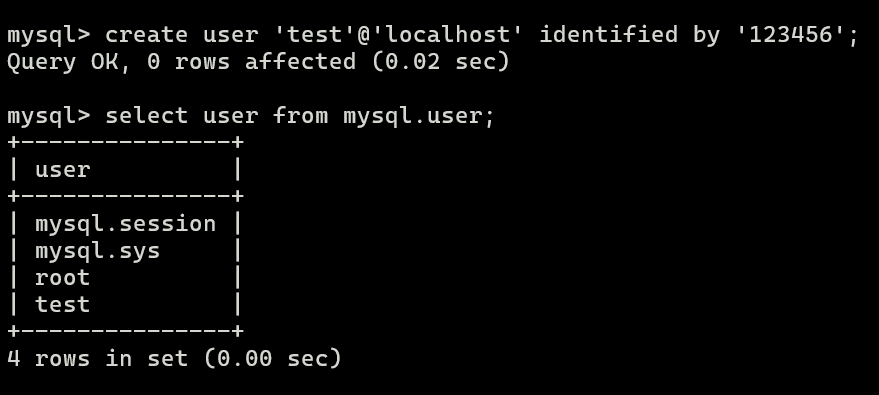 mysql> create user 'test'@'localhost' identified by '123456';
Query OK, 0 rows affected (0.02 sec)
mysql> select user from mysql.user;
+---------------+
| user          |
+---------------+
| mysql.session |
| mysql.sys     |
| root          |
| test          |
+---------------+
4 rows in set (0.00 sec)